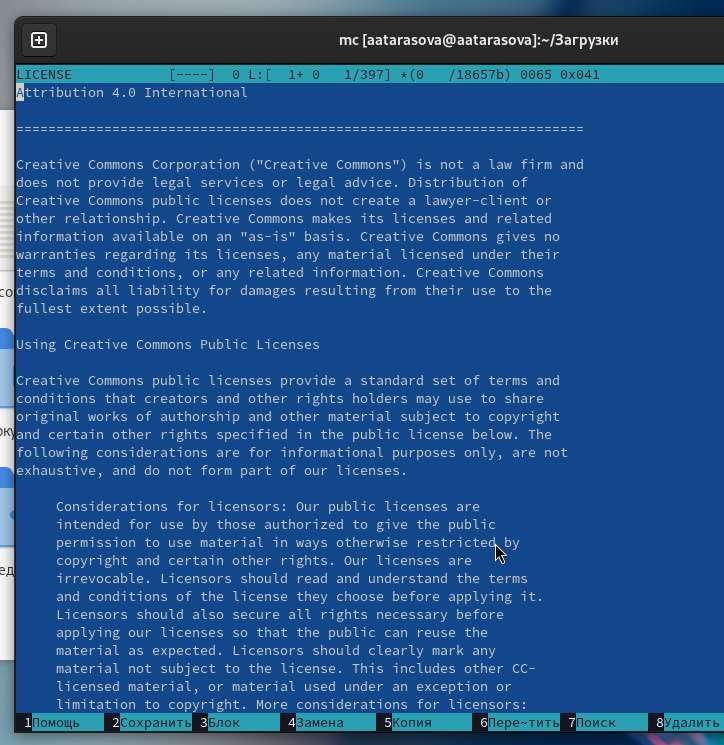 mc [aatarasova@aatarasova]:~/Загрузки
LICENSE [----] 0 L:[ 1+ 0 1/397] *(0 /18657b) 0065 0x041
Attribution 4.0 International
=======================================================================
Creative Commons Corporation ("Creative Commons") is not a law firm and
does not provide legal services or legal advice. Distribution of
Creative Commons public licenses does not create a lawyer-client or
other relationship. Creative Commons makes its licenses and related
information available on an "as-is" basis. Creative Commons gives no
warranties regarding its licenses, any material licensed under their
terms and conditions, or any related information. Creative Commons
disclaims all liability for damages resulting from their use to the
fullest extent possible.
Using Creative Commons Public Licenses
Creative Commons public licenses provide a standard set of terms and
conditions that creators and other rights holders may use to share
original works of authorship and other material subject to copyright
and certain other rights specified in the public license below. The
following considerations are for informational purposes only, are not
exhaustive, and do not form part of our licenses.
Considerations for licensors: Our public licenses are
intended for use by those authorized to give the public
permission to use material in ways otherwise restricted by
copyright and certain other rights. Our licenses are
irrevocable. Licensors should read and understand the terms
and conditions of the license they choose before applying it.
Licensors should also secure all rights necessary before
applying our licenses so that the public can reuse the
material as expected. Licensors should clearly mark any
material not subject to the license. This includes other CC-
licensed material, or material used under an exception or
limitation to copyright. More considerations for licensors:
1Помощь 2Сохранить 3Блок 4Замена 5Копия 6Пере~тить 7Поиск 8Удалить